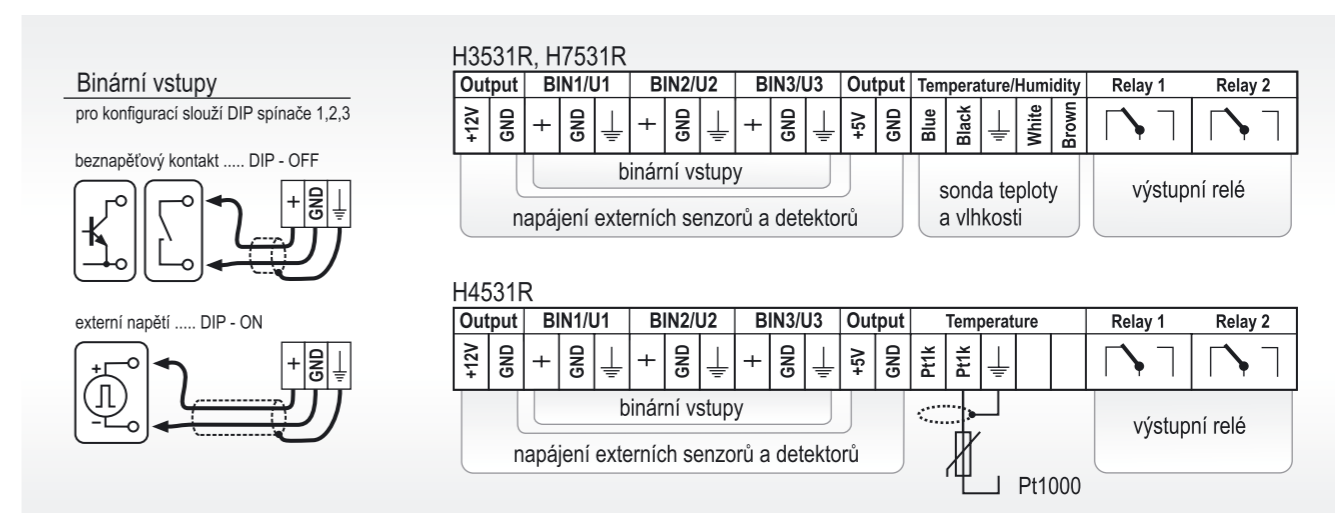 Binární vstupy
pro konfigurací slouží DIP spínače 1,2,3
beznapěťový kontakt ..... DIP - OFF
+ GND
externí napětí ..... DIP - ON
+
−
+ GND
H3531R, H7531R
Output BIN1/U1 BIN2/U2 BIN3/U3 Output Temperature/Humidity Relay 1 Relay 2
+12V GND + GND + GND + GND +5V GND Blue Black White Brown
binární vstupy
napájení externích senzorů a detektorů
sonda teploty
a vlhkosti
výstupní relé
H4531R
Output BIN1/U1 BIN2/U2 BIN3/U3 Output Temperature Relay 1 Relay 2
+12V GND + GND + GND + GND +5V GND Pt1k Pt1k
binární vstupy
napájení externích senzorů a detektorů
výstupní relé
Pt1000